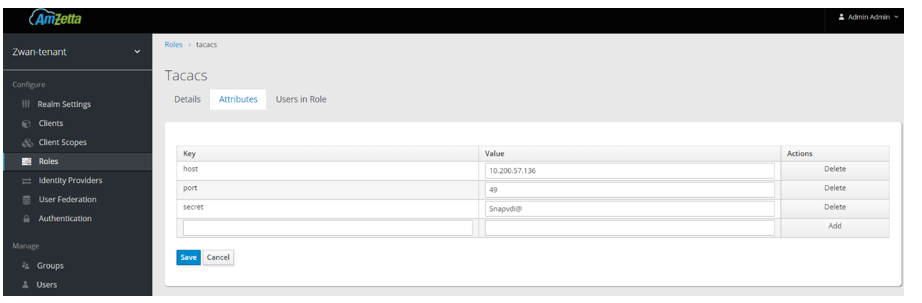 AmZetta
Admin Admin
Zwan-tenant
Roles > tacacs
Tacacs
Configure
Details Attributes Users in Role
Realm Settings
Clients
Client Scopes
Roles
Identity Providers
User Federation
Authentication
Manage
Groups
Users
Key Value Actions
host 10.200.57.136 Delete
port 49 Delete
secret Snapvdi@ Delete
Add
Save Cancel